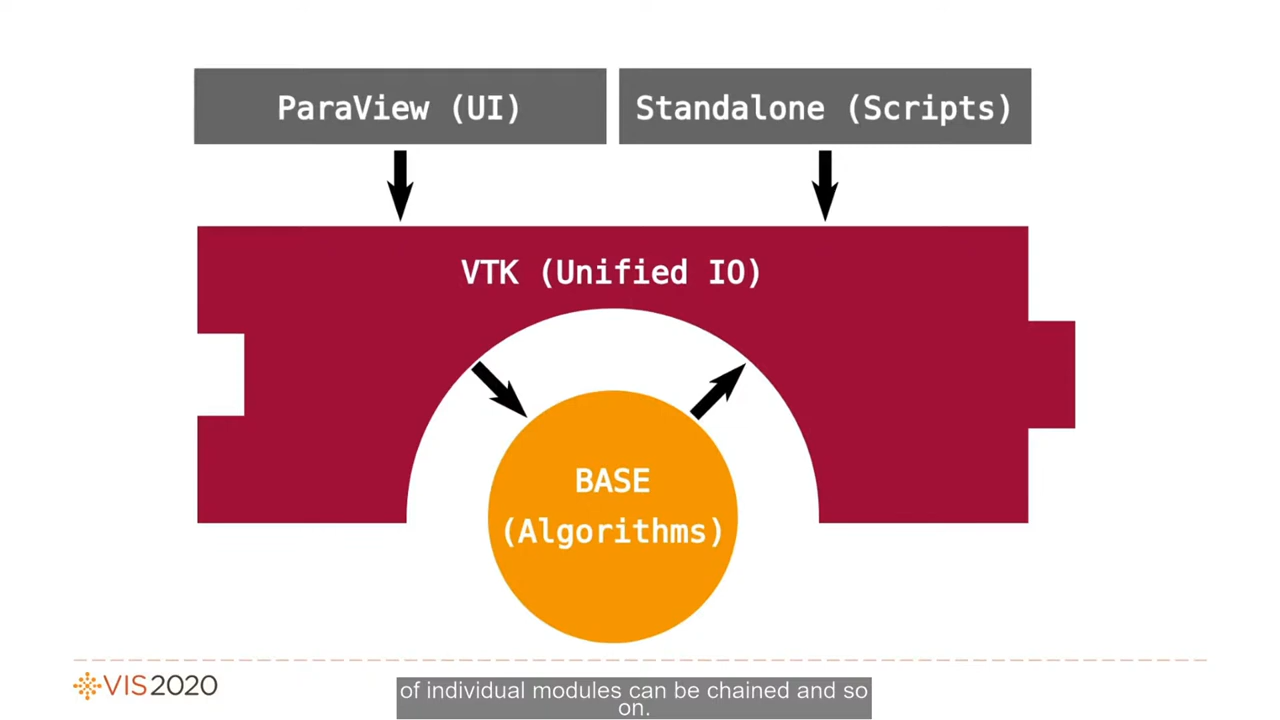 ParaView (UI)
Standalone (Scripts)
VTK (Unified IO)
BASE
(Algorithms)
VIS2020
of individual modules can be chained and so
on.